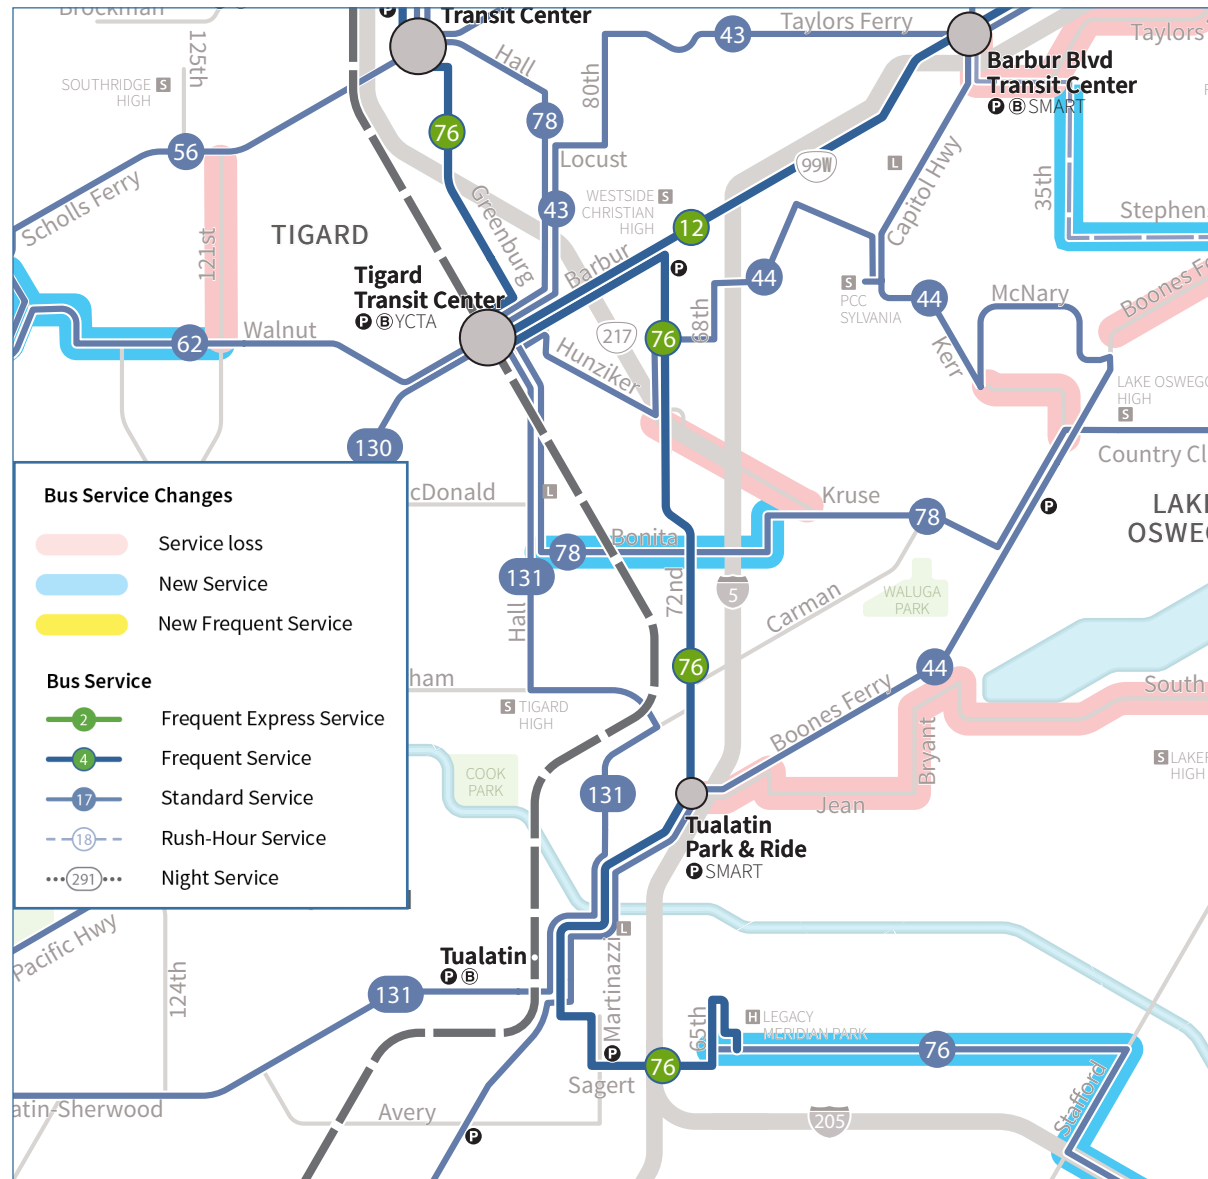 Brockman
Transit Center
Taylors Ferry
43
Taylors
125th
Hall
80th
Barbur Blvd
Transit Center
P B SMART
SOUTHRIDGE S
HIGH
76
78
56
Locust
99W
L
Capitol Hwy
35th
Scholls Ferry
121st
TIGARD
Greenburg
43
WESTSIDE S
CHRISTIAN
HIGH
12
Stephens
Barbur
P
Tigard
Transit Center
P B YCTA
44
S
PCC
SYLVANIA
44
McNary
Boones Fe
68th
62
Walnut
217
76
Hunziker
Kerr
LAKE OSWEGO
HIGH
S
130
Country Cl
cDonald
L
Kruse
P
LAKE
OSWEGO
78
Bonita
78
131
Hall
72nd
5
Carman
WALUGA
PARK
76
44
ham
S TIGARD
HIGH
South
Boones Ferry
Bryant
S LAKER
HIGH
COOK
PARK
131
Jean
Tualatin
Park & Ride
P SMART
Bus Service Changes
Service loss
New Service
New Frequent Service
Bus Service
2 Frequent Express Service
4 Frequent Service
17 Standard Service
18 Rush-Hour Service
291 Night Service
Pacific Hwy
124th
Tualatin
P B
L
Martinazzi
131
65th
H LEGACY
MERIDIAN PARK
P
76
76
Sagert
Stafford
atin-Sherwood
Avery
205
P